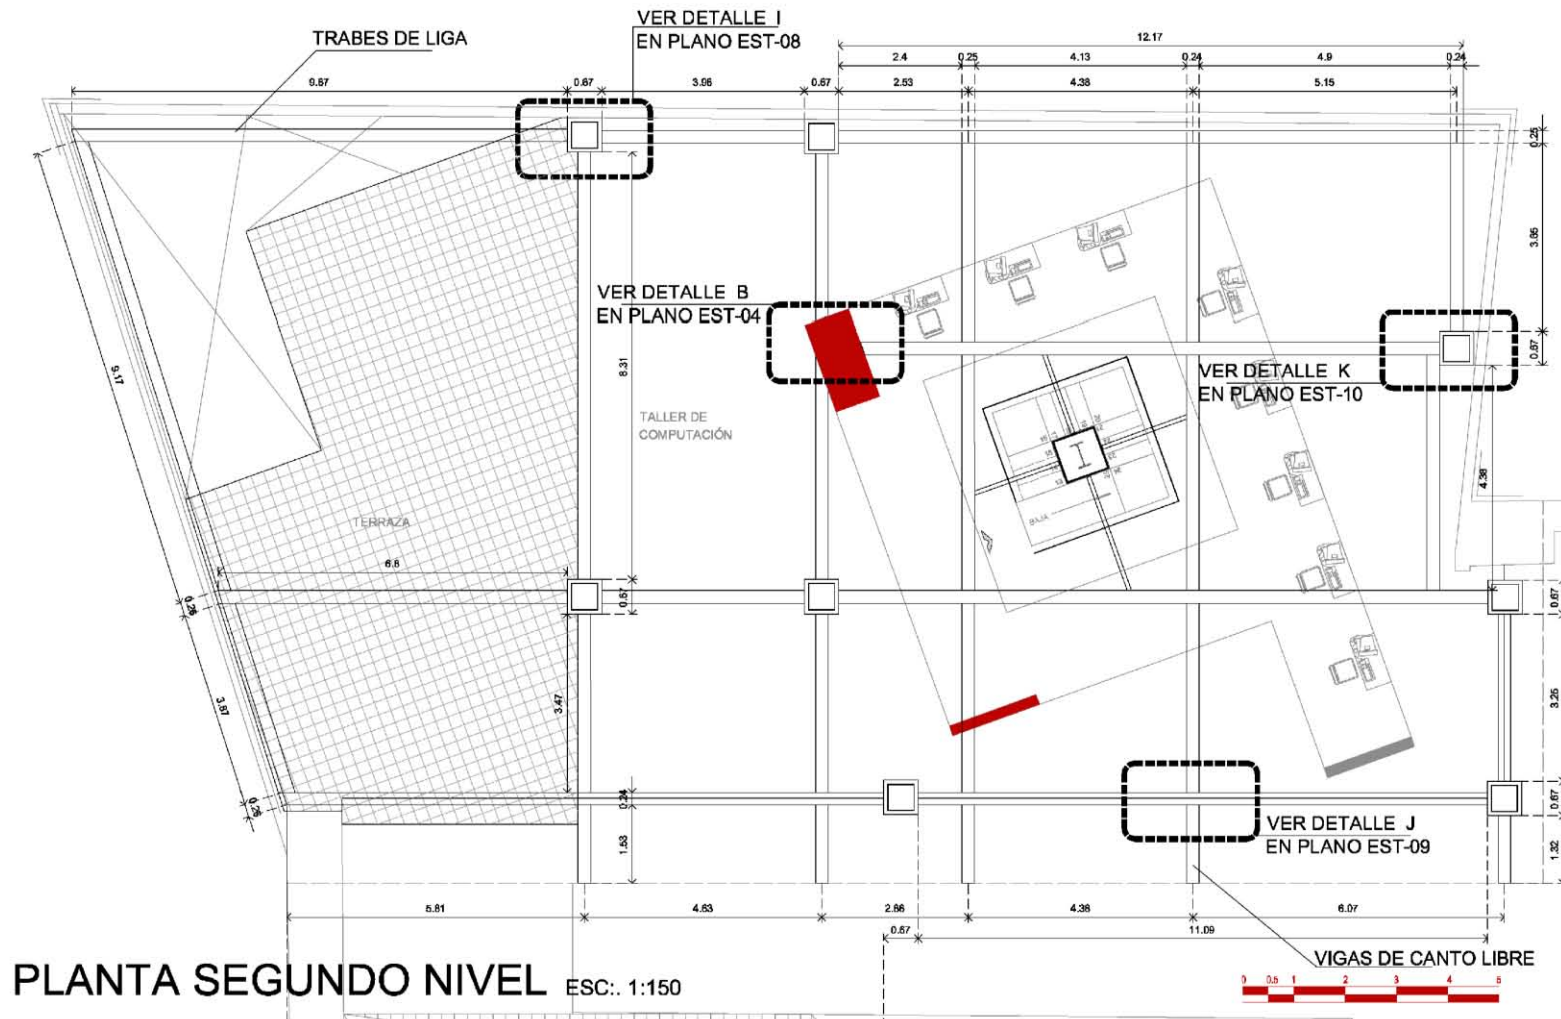 TRABES DE LIGA
VER DETALLE I
EN PLANO EST-08
12.17
2.4 0.25 4.13 0.24 4.9 0.24
9.67 0.67 3.96 0.67 2.53 4.38 5.15
0.25
3.85
0.67
VER DETALLE B
EN PLANO EST-04
VER DETALLE K
EN PLANO EST-10
9.17
8.31
TALLER DE
COMPUTACIÓN
4.38
BAJA
TERRAZA
6.8
0.26
0.67
0.67
3.87
3.47
3.25
0.26
0.24
0.67
VER DETALLE J
EN PLANO EST-09
1.53
1.32
5.81 4.63 2.86 4.38 6.07
0.67 11.09
VIGAS DE CANTO LIBRE
PLANTA SEGUNDO NIVEL ESC:. 1:150
0 0.5 1 2 3 4 5